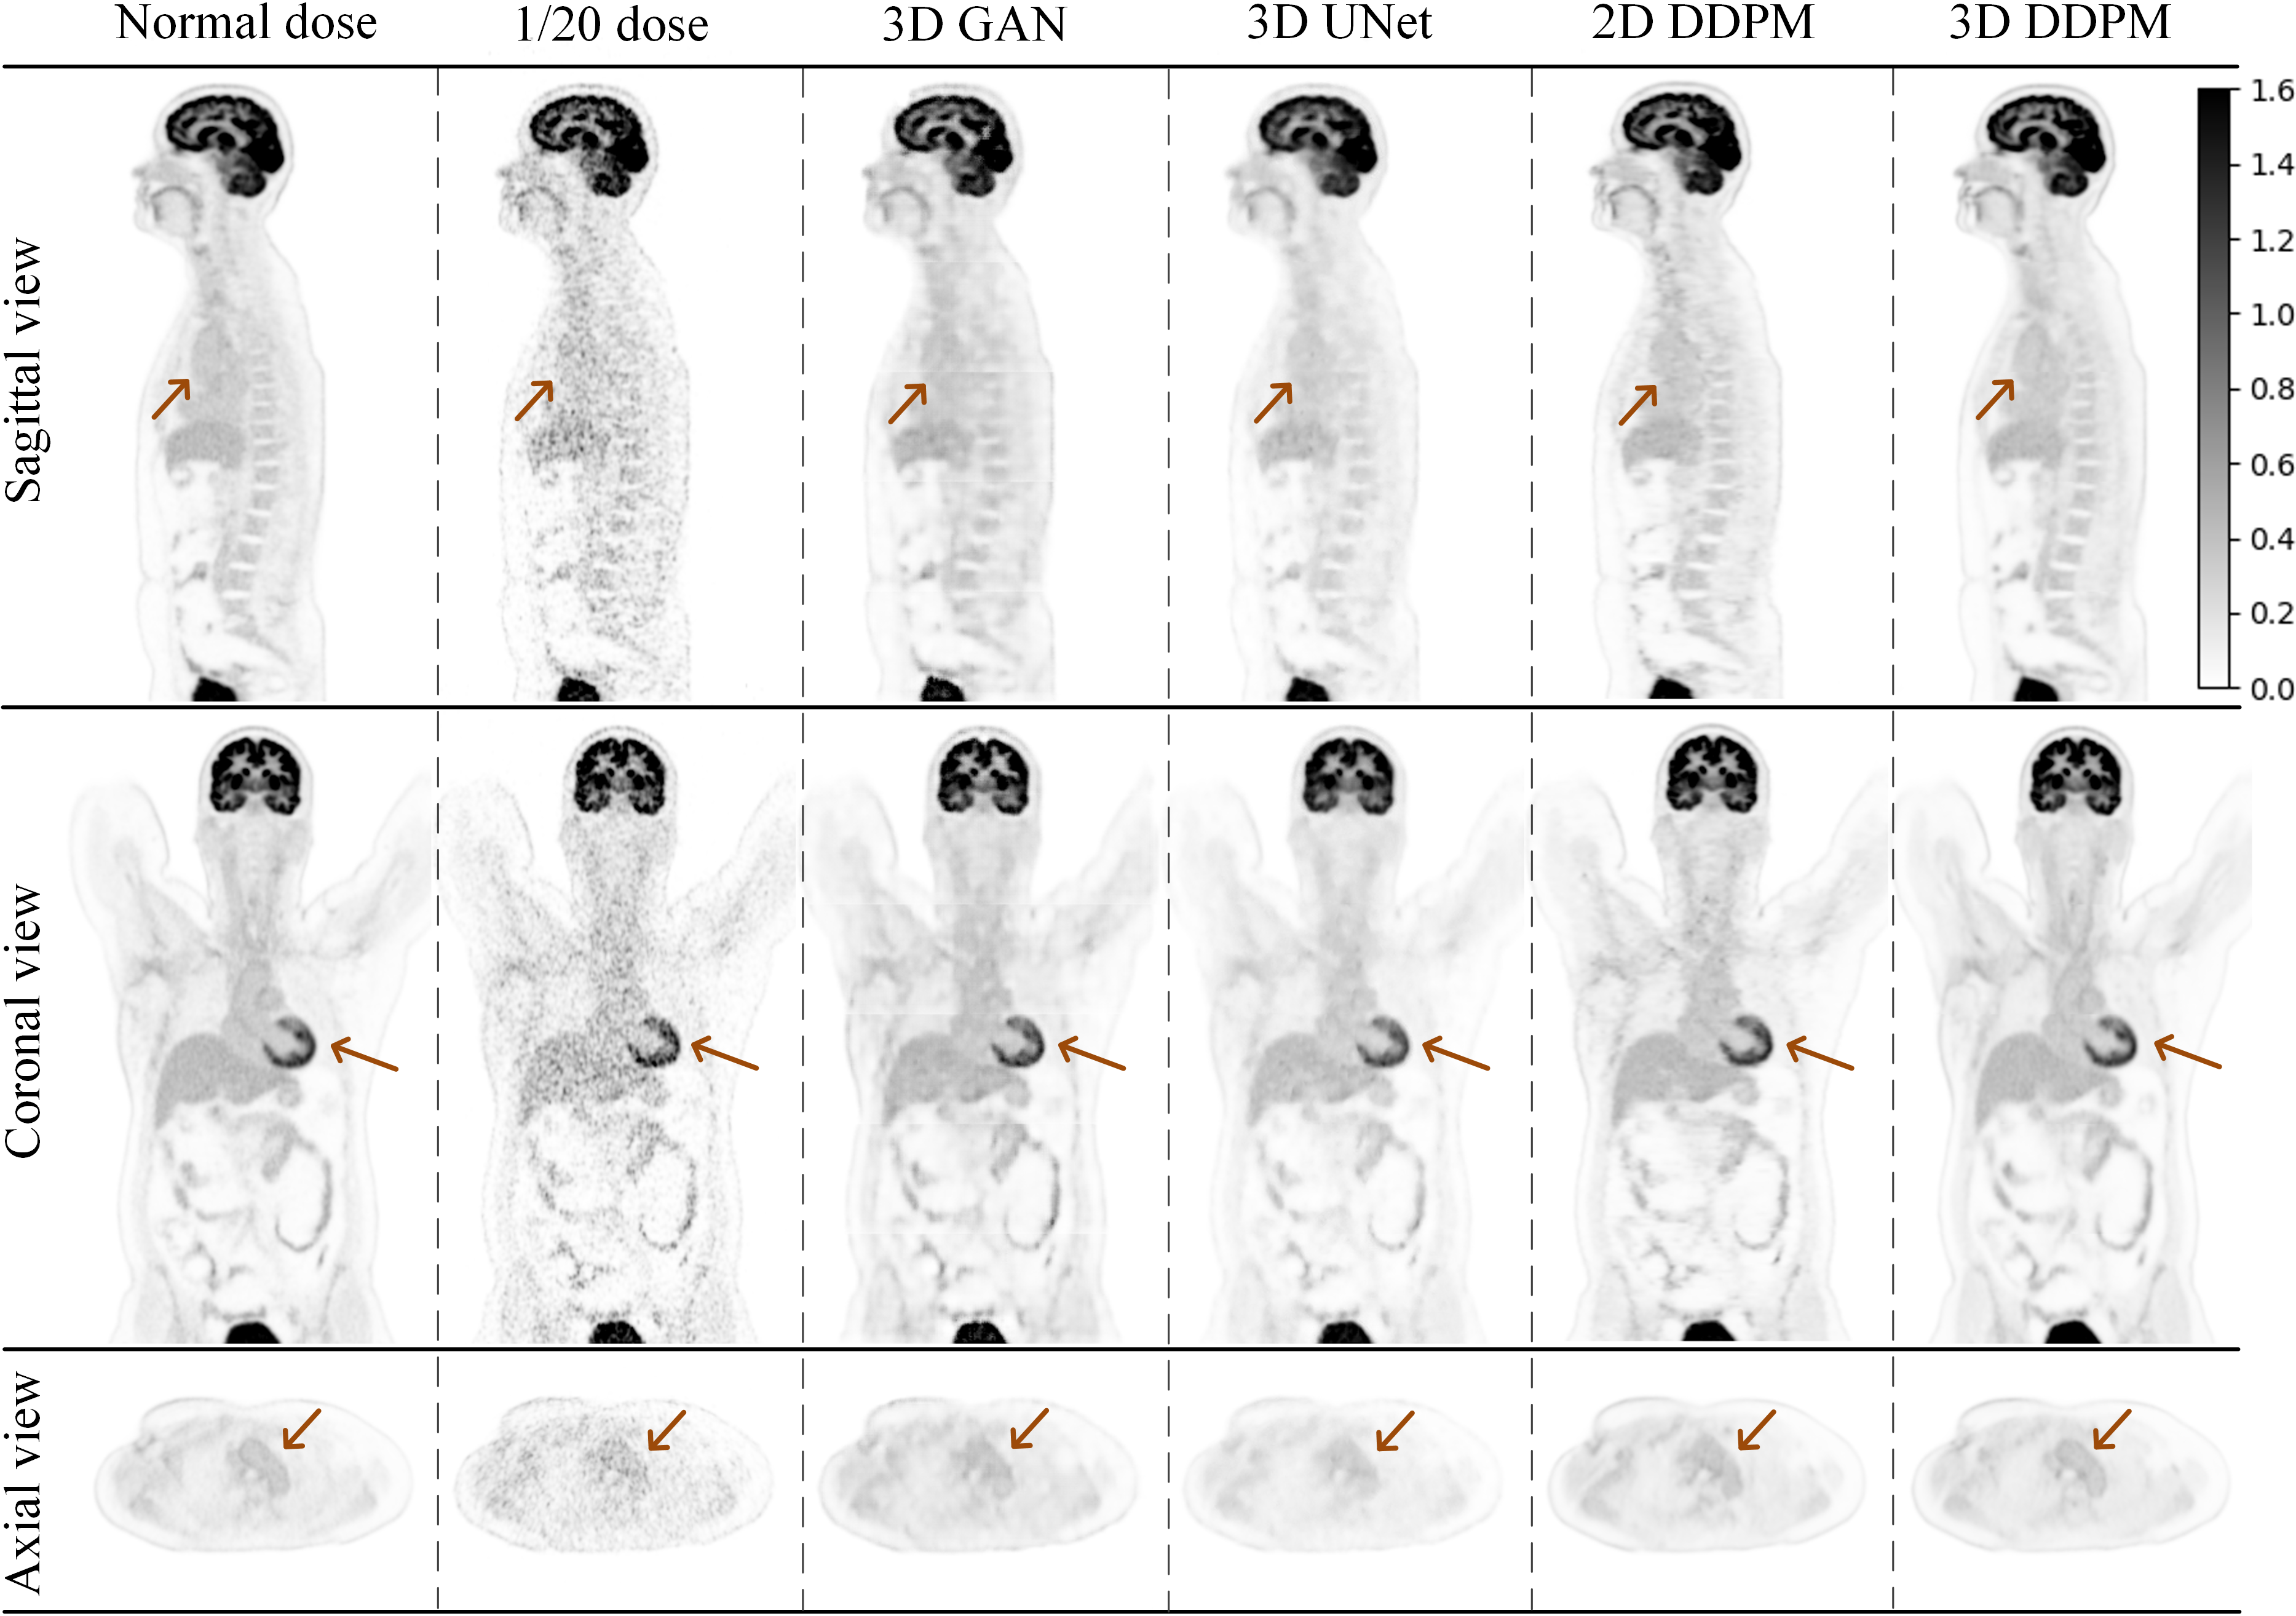 Normal dose
1/20 dose
3D GAN
3D UNet
2D DDPM
3D DDPM
Sagittal view
1.6
1.4
1.2
1.0
0.8
0.6
0.4
0.2
0.0
Coronal view
Axial view